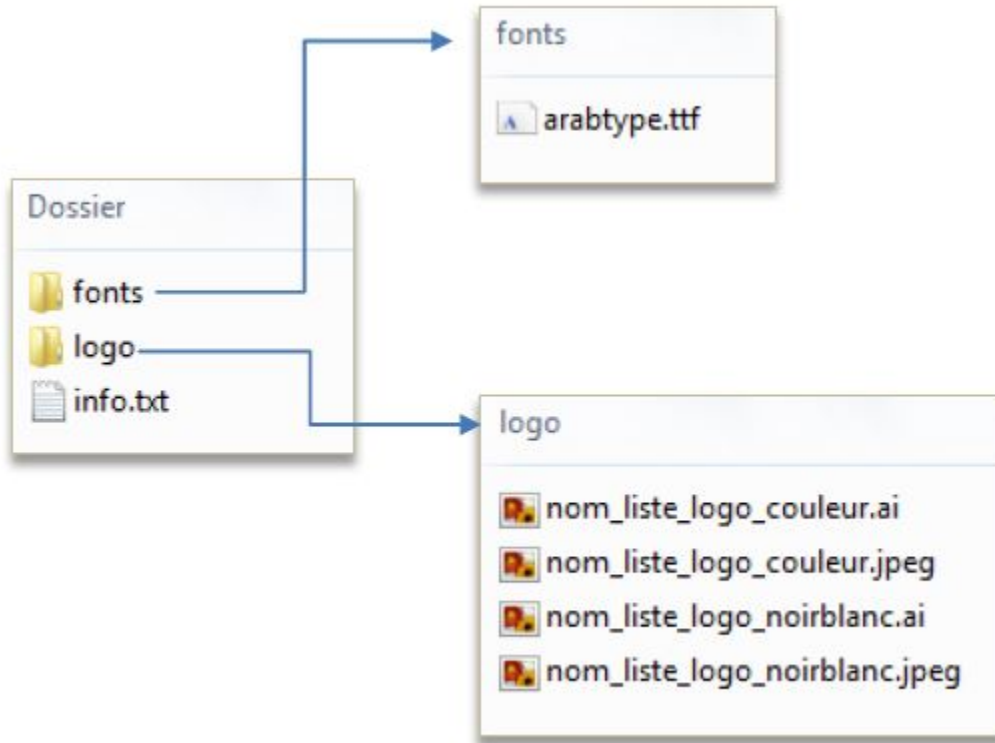 fonts
arabtype.ttf
Dossier
fonts
logo
info.txt
logo
nom_liste_logo_couleur.ai
nom_liste_logo_couleur.jpeg
nom_liste_logo_noirblanc.ai
nom_liste_logo_noirblanc.jpeg